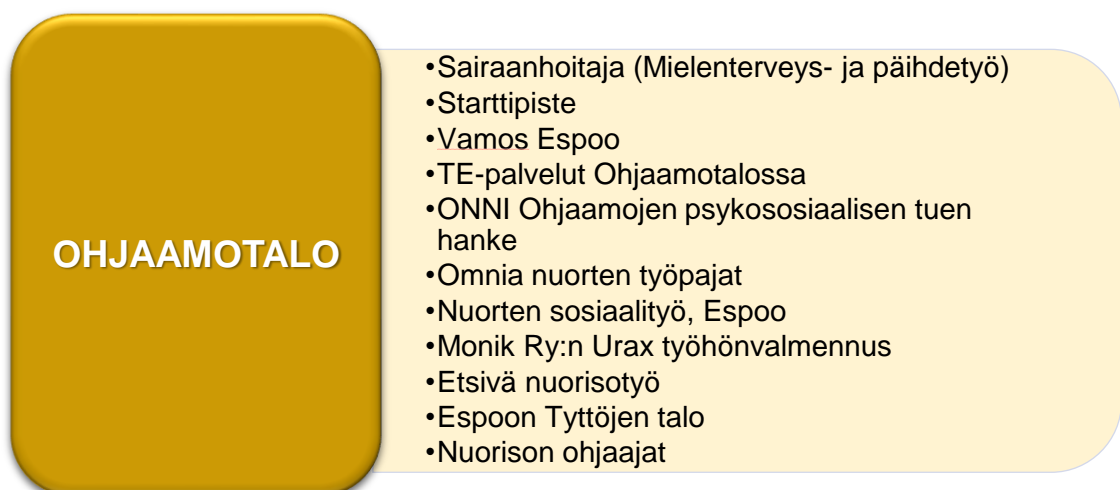 OHJAAMOTALO
•Sairaanhoitaja (Mielenterveys- ja päihdetyö)
•Starttipiste
•Vamos Espoo
•TE-palvelut Ohjaamotalossa
•ONNI Ohjaamojen psykososiaalisen tuen
hanke
•Omnia nuorten työpajat
•Nuorten sosiaalityö, Espoo
•Monik Ry:n Urax työhönvalmennus
•Etsivä nuorisotyö
•Espoon Tyttöjen talo
•Nuorison ohjaajat